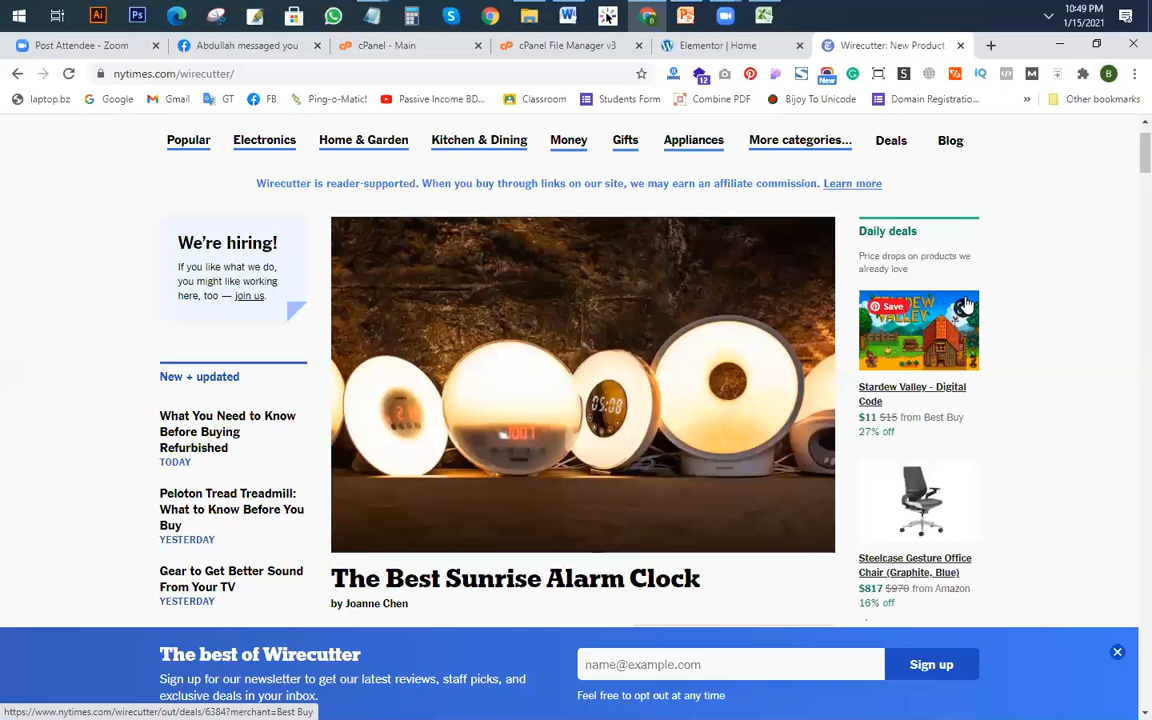 10:49 PM
1/15/2021
Post Attendee - Zoom
Abdullah messaged you
cPanel - Main
cPanel File Manager v3
Elementor | Home
Wirecutter: New Product
nytimes.com/wirecutter/
12
New
laptop.bz
Google
Gmail
GT
FB
Ping-o-Matic!
Passive Income BD...
Classroom
Students Form
Combine PDF
Bijoy To Unicode
Domain Registratio...
Other bookmarks
Popular
Electronics
Home & Garden
Kitchen & Dining
Money
Gifts
Appliances
More categories...
Deals
Blog
Wirecutter is reader-supported. When you buy through links on our site, we may earn an affiliate commission. Learn more
We're hiring!
If you like what we do,
you might like working
here, too — join us.
New + updated
What You Need to Know
Before Buying
Refurbished
TODAY
Peloton Tread Treadmill:
What to Know Before You
Buy
YESTERDAY
Gear to Get Better Sound
From Your TV
YESTERDAY
05:08
The Best Sunrise Alarm Clock
by Joanne Chen
Daily deals
Price drops on products we
already love
STARDEW
VALLEY
Save
Stardew Valley - Digital
Code
$11 $15 from Best Buy
27% off
Steelcase Gesture Office
Chair (Graphite, Blue)
$817 $970 from Amazon
16% off
The best of Wirecutter
Sign up for our newsletter to get our latest reviews, staff picks, and
exclusive deals in your inbox.
name@example.com
Sign up
Feel free to opt out at any time
https://www.nytimes.com/wirecutter/out/deals/6384?merchant=Best Buy